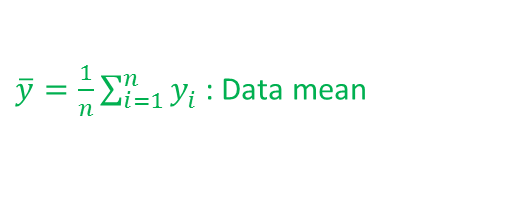 ȳ = 1/n ∑ⁿᵢ₌₁ yᵢ : Data mean